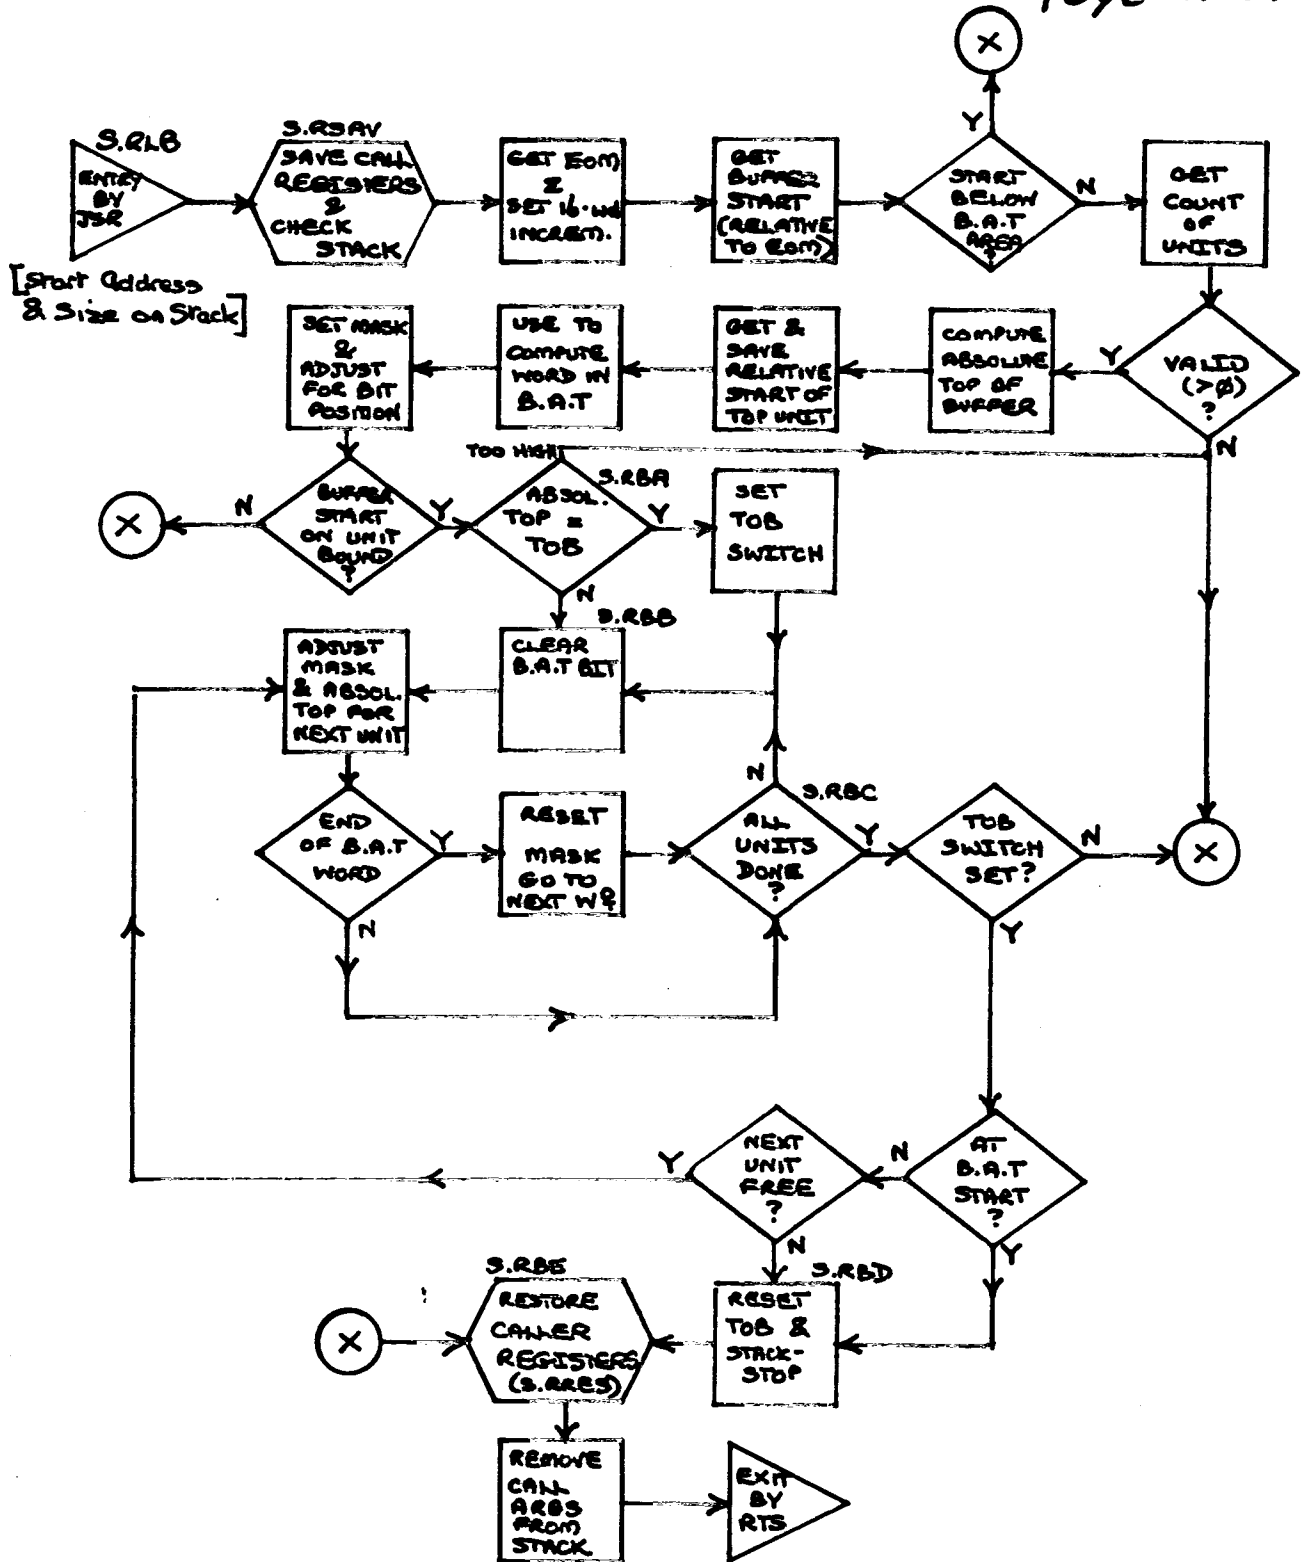 X
S.RLB
ENTRY
BY
JSR
[Start Address
& Size on Stack]
S.RSAV
SAVE CALL
REGISTERS
&
CHECK
STACK
GET EOM
&
SET 16-Wd
INCREM.
GET
BUFFER
START
(RELATIVE
TO EOM)
START
BELOW
B.A.T
AREA
?
Y
N
GET
COUNT
OF
UNITS
VALID
(>Ø)
?
Y
N
COMPUTE
ABSOLUTE
TOP OF
BUFFER
GET &
SAVE
RELATIVE
START OF
TOP UNIT
USE TO
COMPUTE
WORD IN
B.A.T
SET MASK
&
ADJUST
FOR BIT
POSITION
BUFFER
START
ON UNIT
BOUND
?
N
Y
X
TOO HIGH
S.RBA
ABSOL.
TOP =
TOB
Y
N
SET
TOB
SWITCH
S.RBB
CLEAR
B.A.T BIT
ADJUST
MASK
& ABSOL.
TOP FOR
NEXT UNIT
END
OF B.A.T
WORD
Y
N
RESET
MASK
GO TO
NEXT Wd
S.RBC
ALL
UNITS
DONE
?
N
Y
TOB
SWITCH
SET?
N
Y
X
AT
B.A.T
START
?
N
Y
NEXT
UNIT
FREE
?
Y
N
S.RBD
RESET
TOB &
STACK-
STOP
X
S.RBE
RESTORE
CALLER
REGISTERS
(S.RRES)
REMOVE
CALL
ARGS
FROM
STACK
EXIT
BY
RTS